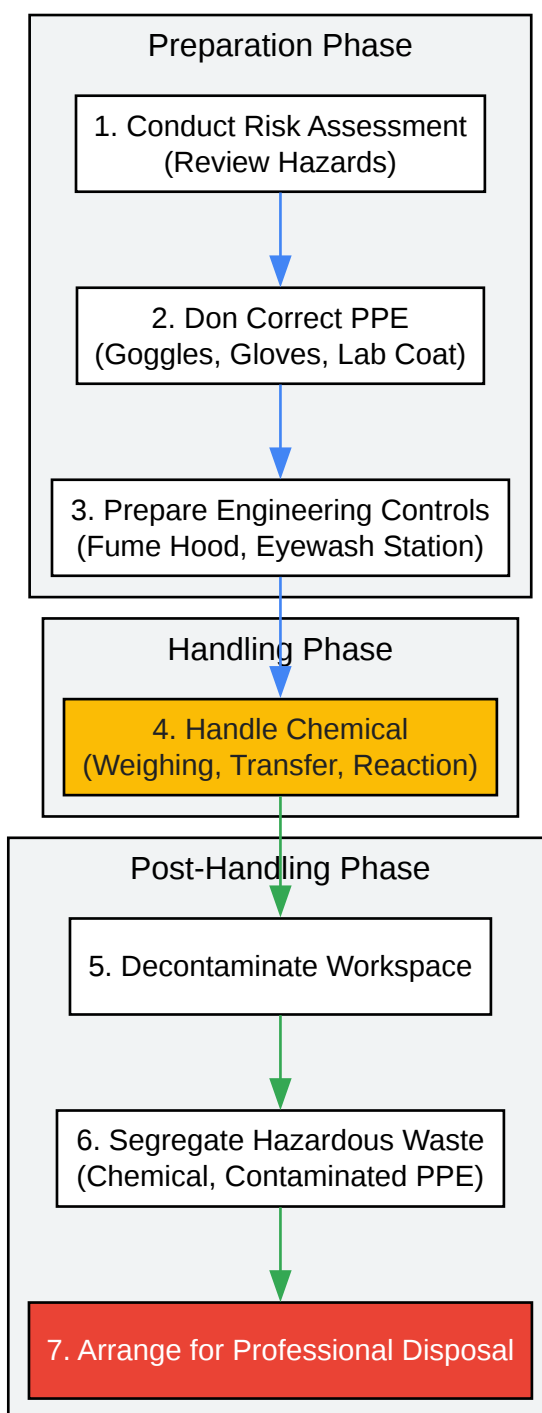 Preparation Phase
1. Conduct Risk Assessment
(Review Hazards)
2. Don Correct PPE
(Goggles, Gloves, Lab Coat)
3. Prepare Engineering Controls
(Fume Hood, Eyewash Station)
Handling Phase
4. Handle Chemical
(Weighing, Transfer, Reaction)
Post-Handling Phase
5. Decontaminate Workspace
6. Segregate Hazardous Waste
(Chemical, Contaminated PPE)
7. Arrange for Professional Disposal